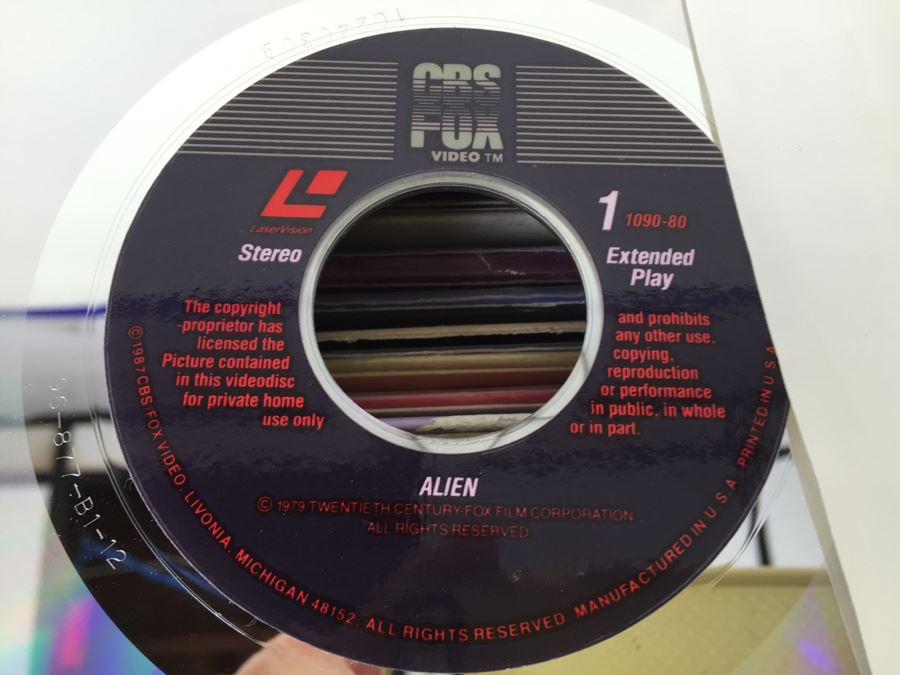 CBS
FOX
VIDEO TM
LaserVision
Stereo
1 1090-80
Extended
Play
The copyright
-proprietor has
licensed the
Picture contained
in this videodisc
for private home
use only
and prohibits
any other use.
copying,
reproduction
or performance
in public, in whole
or in part.
ALIEN
© 1979 TWENTIETH CENTURY-FOX FILM CORPORATION
ALL RIGHTS RESERVED
© 1987 CBS/FOX VIDEO, LIVONIA, MICHIGAN 48152. ALL RIGHTS RESERVED MANUFACTURED IN U.S.A. PRINTED IN U S A
-877-B1-12